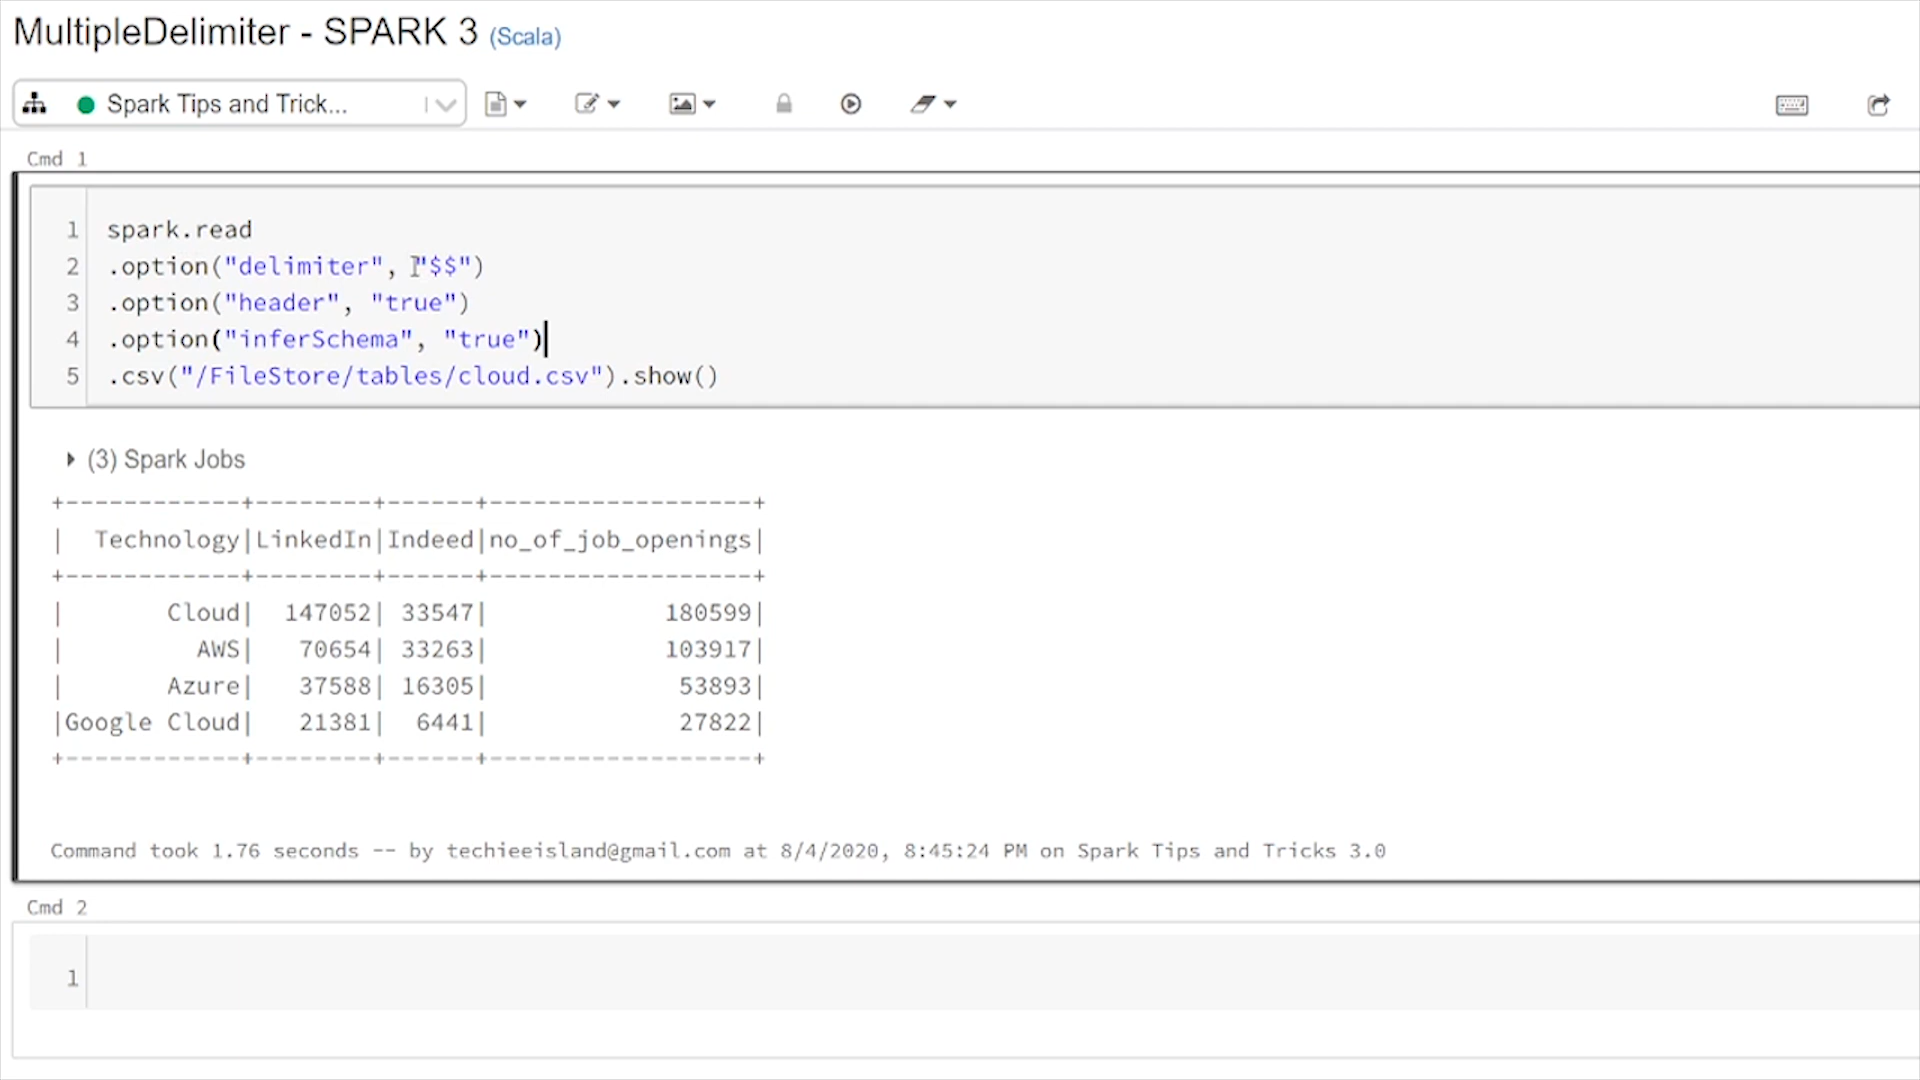 MultipleDelimiter - SPARK 3 (Scala)
Spark Tips and Trick...
Cmd 1
1 spark.read
2 .option("delimiter", "$$")
3 .option("header", "true")
4 .option("inferSchema", "true")
5 .csv("/FileStore/tables/cloud.csv").show()
(3) Spark Jobs
+------------+--------+------+------------------+
|  Technology|LinkedIn|Indeed|no_of_job_openings|
+------------+--------+------+------------------+
|       Cloud|  147052| 33547|            180599|
|         AWS|   70654| 33263|            103917|
|       Azure|   37588| 16305|             53893|
|Google Cloud|   21381|  6441|             27822|
+------------+--------+------+------------------+
Command took 1.76 seconds -- by techieeisland@gmail.com at 8/4/2020, 8:45:24 PM on Spark Tips and Tricks 3.0
Cmd 2
1